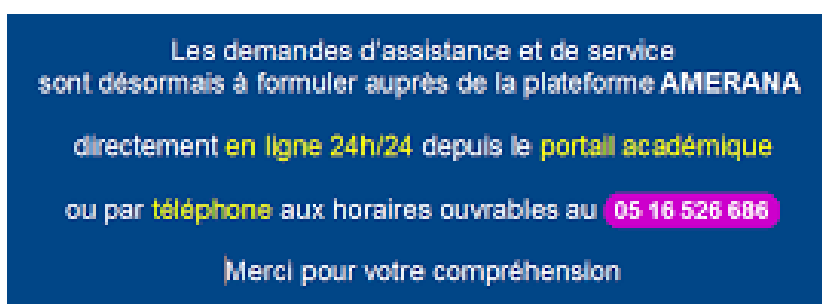 Les demandes d'assistance et de service
sont désormais à formuler auprès de la plateforme AMERANA
directement en ligne 24h/24 depuis le portail académique
ou par téléphone aux horaires ouvrables au 05 16 526 686
Merci pour votre compréhension